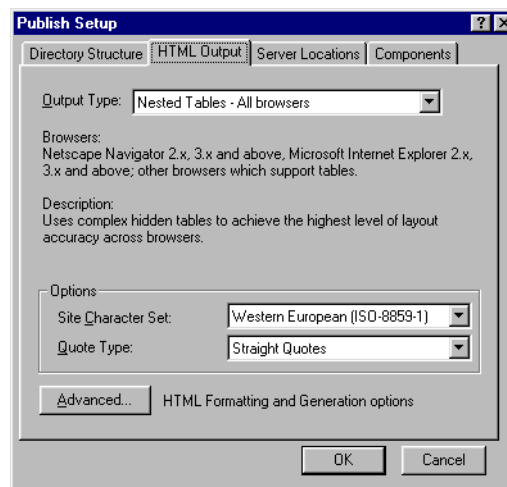 Publish Setup
Directory Structure
HTML Output
Server Locations
Components
Output Type: Nested Tables - All browsers
Browsers:
Netscape Navigator 2.x, 3.x and above, Microsoft Internet Explorer 2.x,
3.x and above; other browsers which support tables.
Description:
Uses complex hidden tables to achieve the highest level of layout
accuracy across browsers.
Options
Site Character Set: Western European (ISO-8859-1)
Quote Type: Straight Quotes
Advanced... HTML Formatting and Generation options
OK
Cancel